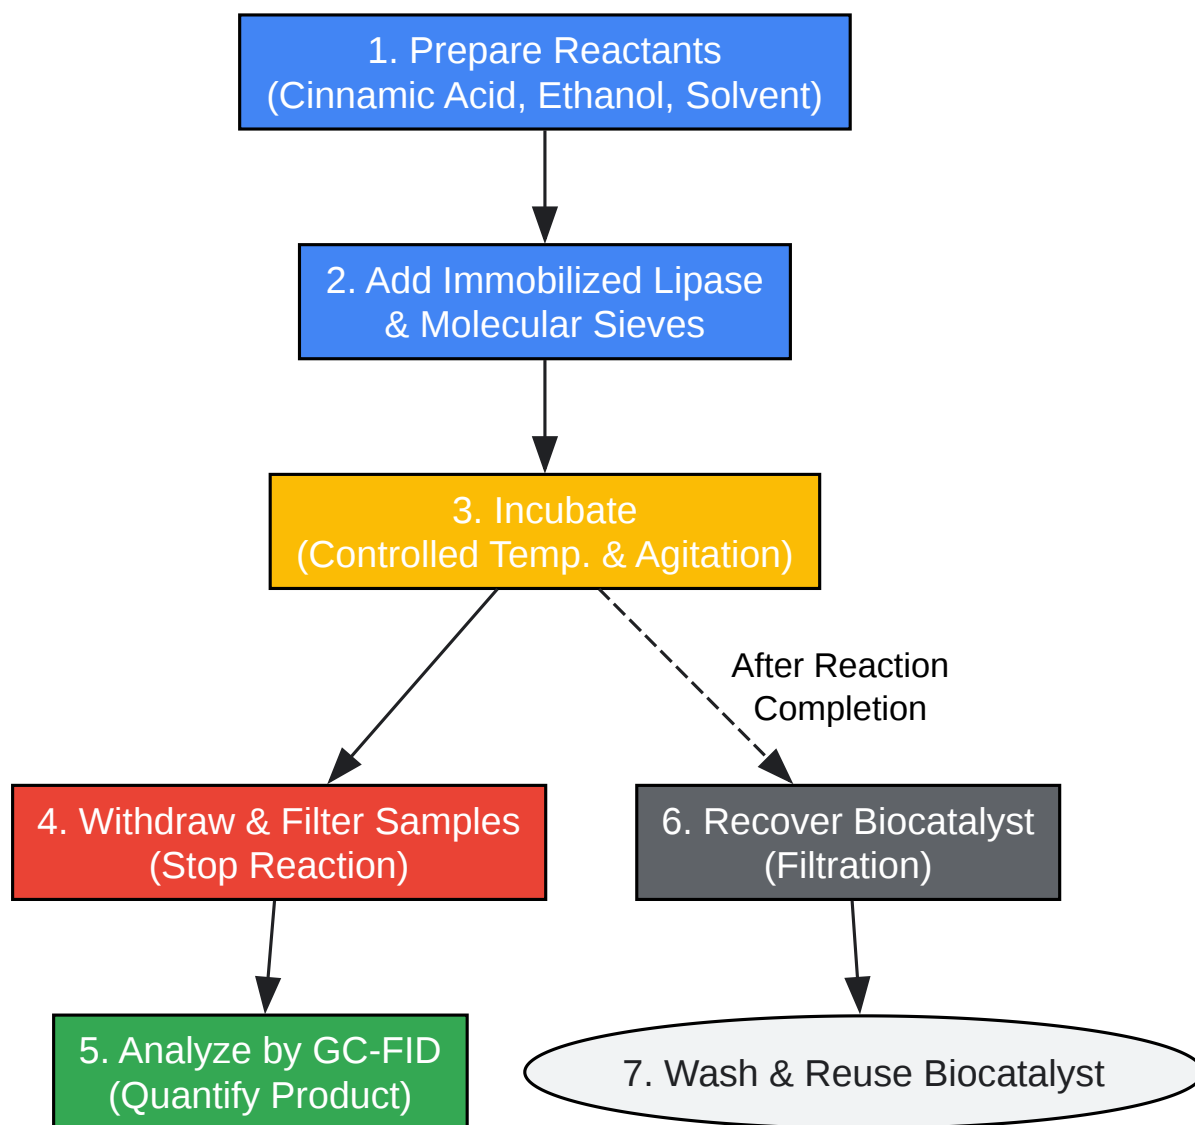 1. Prepare Reactants
(Cinnamic Acid, Ethanol, Solvent)
2. Add Immobilized Lipase
& Molecular Sieves
3. Incubate
(Controlled Temp. & Agitation)
After Reaction
Completion
4. Withdraw & Filter Samples
(Stop Reaction)
6. Recover Biocatalyst
(Filtration)
5. Analyze by GC-FID
(Quantify Product)
7. Wash & Reuse Biocatalyst